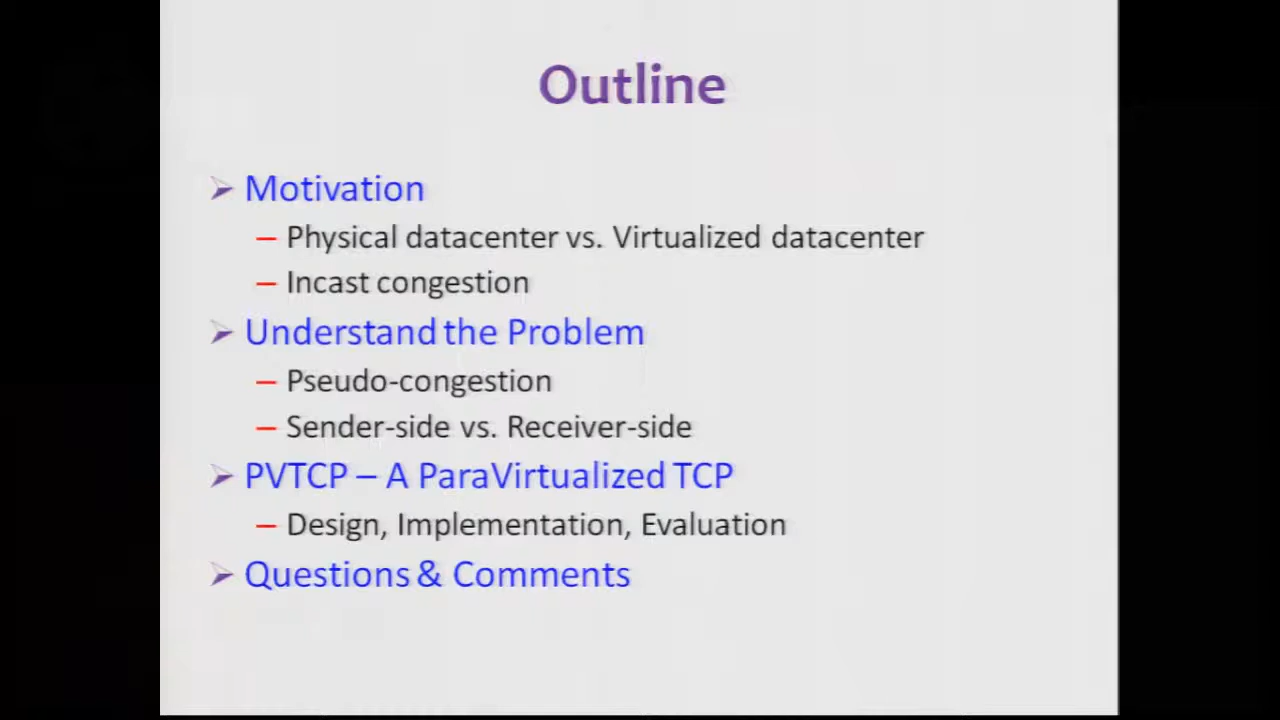 Outline
Motivation
– Physical datacenter vs. Virtualized datacenter
– Incast congestion
Understand the Problem
– Pseudo-congestion
– Sender-side vs. Receiver-side
PVTCP – A ParaVirtualized TCP
– Design, Implementation, Evaluation
Questions & Comments